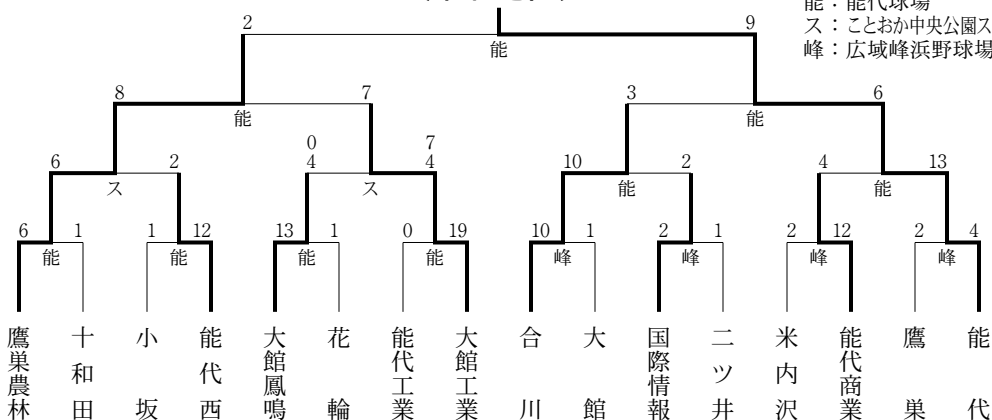 能：能代球場
ス：ことおか中央公園ス
峰：広域峰浜野球場
2 9
能
8 7 3 6
能 能
0 7
6 2 4 4 10 2 4 13
ス ス 能 能
6 1 1 12 13 1 0 19 10 1 2 1 2 12 2 4
能 能 能 能 峰 峰 峰 峰
鷹巣農林
十和田
小坂
能代西
大館鳳鳴
花輪
能代工業
大館工業
合川
大館
国際情報
二ツ井
米内沢
能代商業
鷹巣
能代